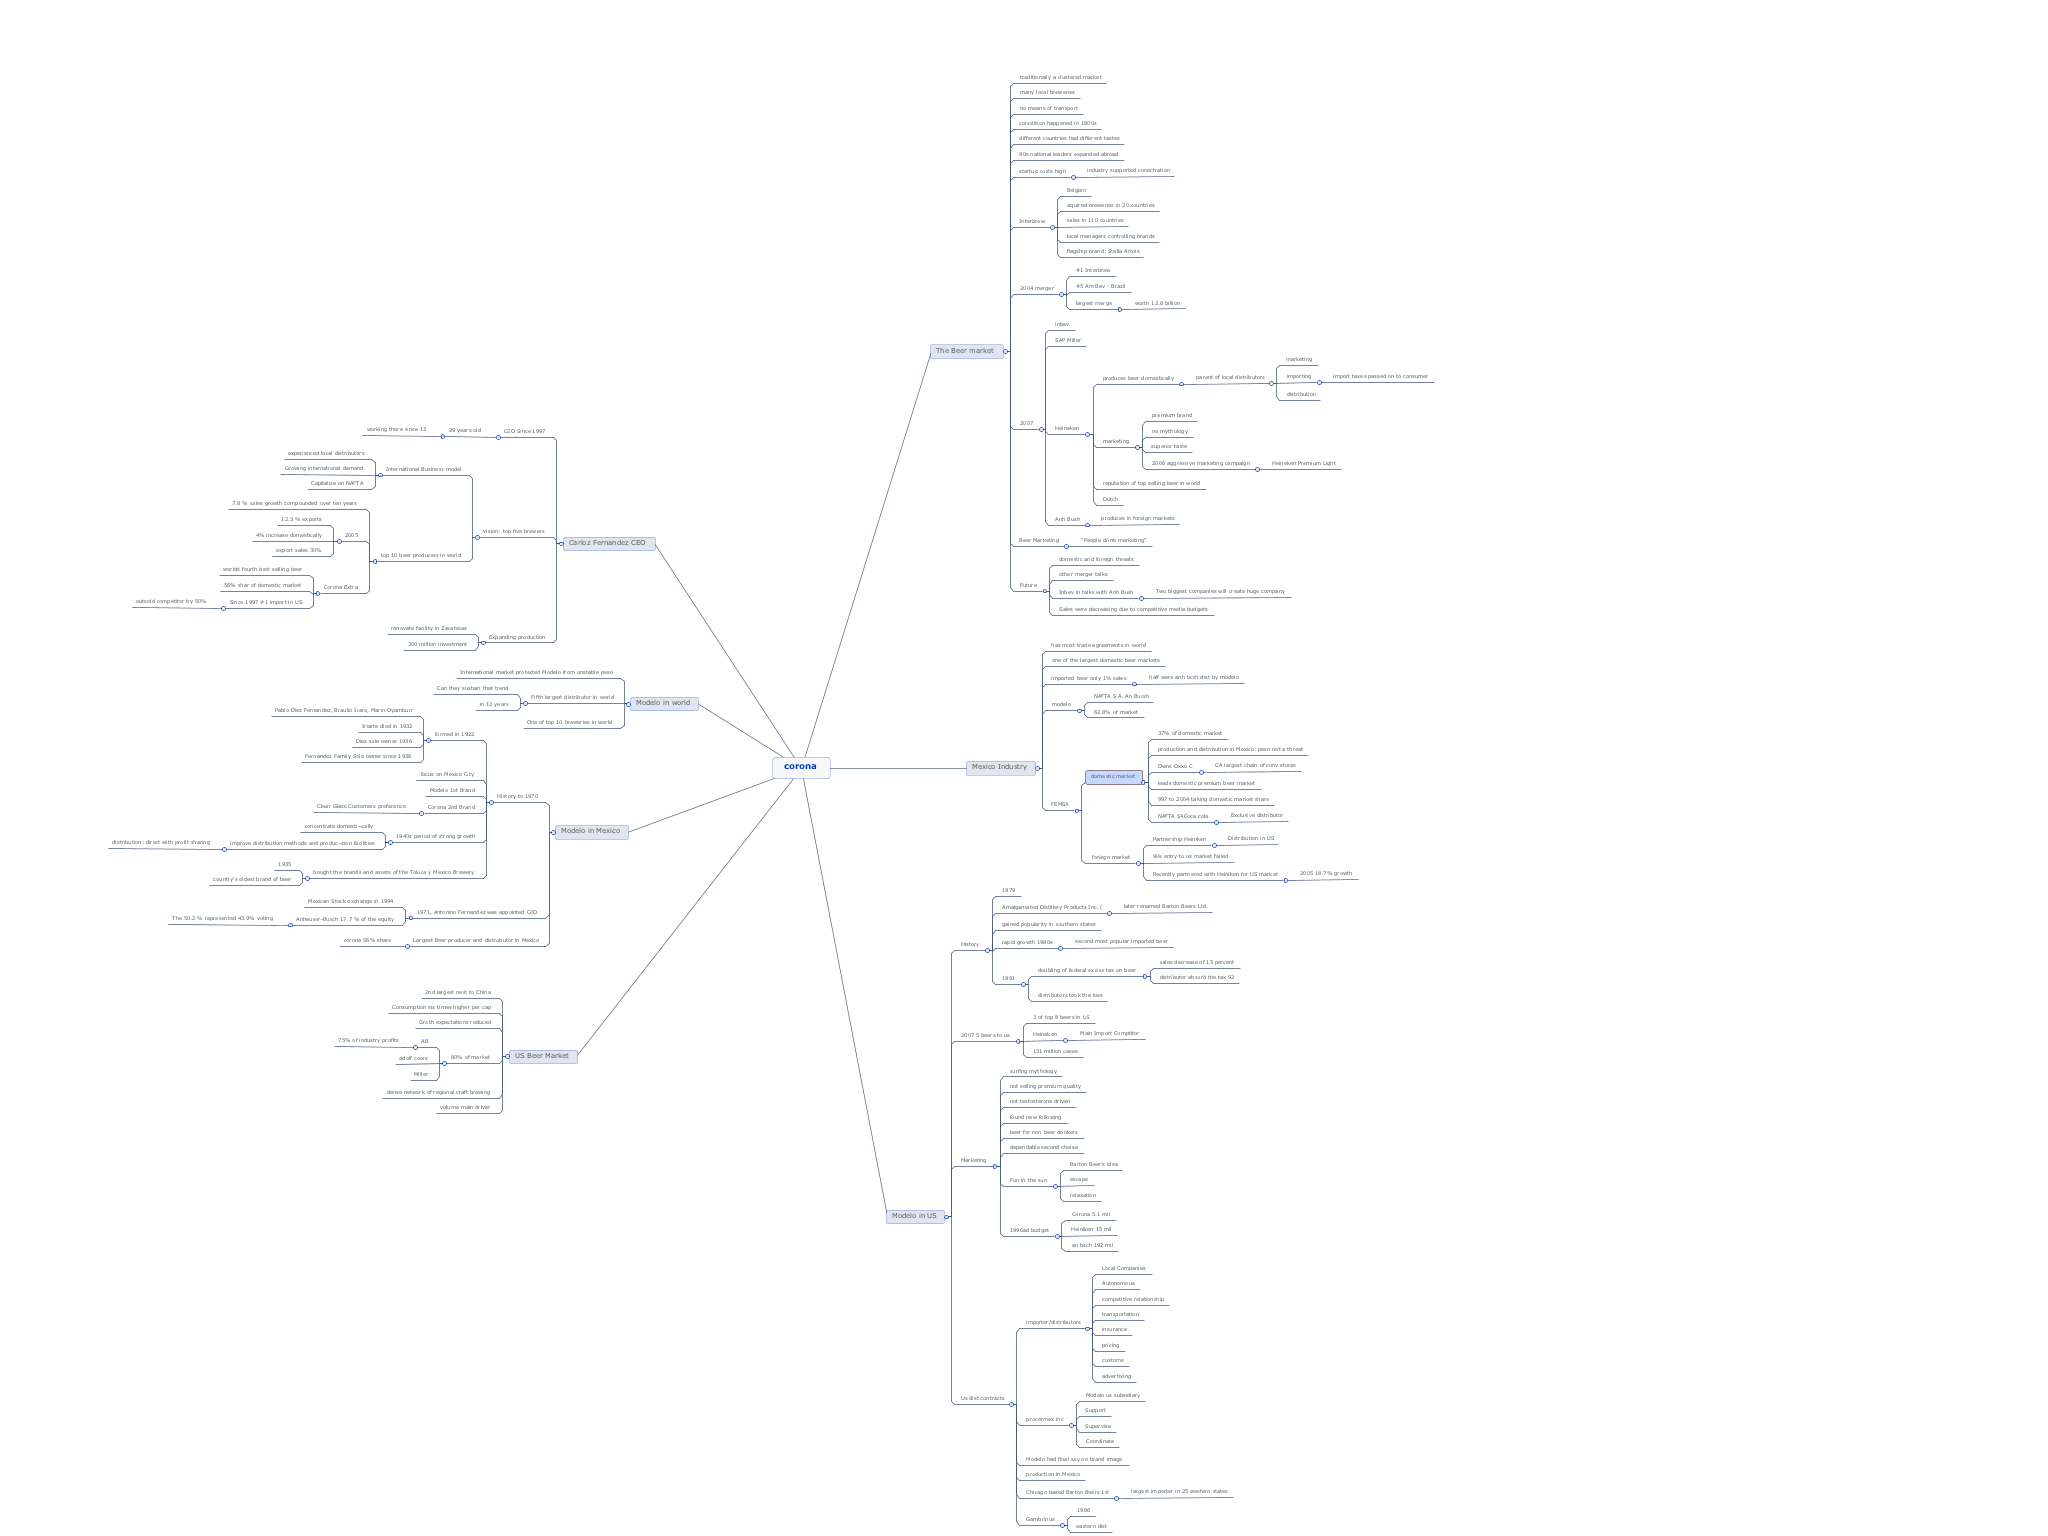 corona
The Beer market
traditionally a clustered market
many local breweries
no means of transport
colsolition happened in 1800s
different countries had different tastes
90s national leaders expanded abroad
startup costs high
industry supported conectration
Interbrew
Belgian
aquired breweries in 20 countries
sales in 110 countries
local managers controlling brands
flagship brand: Stella Artois
2004 merger
#1 Interbrew
#5 Am Bev - Brazil
largest merge
worth 12.8 billion
2007
inbev
SAP Miller
Heineken
produces beer domestically
parent of local distributors
marketing
importing
import taxes passed on to consumer
distribution
marketing
premium brand
no mythology
superior taste
2006 aggressive marketing campaign
Heineken Premium Light
reputation of top selling beer in world
Dutch
Anh Bush
produces in foreign markets
Beer Marketing
"People drink marketing"
Future
domestic and foreign threats
other merger talks
Inbev in talks with Anh Bush
Two biggest companies will create huge company
Sales were decreasing due to competitive media budgets
Mexico Industry
has most trade agreements in world
one of the largest domestic beer markets
imported beer only 1% sales
half were anh bush dist by modelo
modelo
NAFTA S.A. An Buosh
62.8% of market
FEMSA
domestic market
37% of domestic market
production and distribution in Mexico: peso not a threat
Owns Oxxo C
CA largest chain of conv stores
leads domestic premium beer market
997 to 2004 taking domestic market share
NAFTA SACoca cola
Exclusive distributor
foreign market
Partnership Heiniken
Distribution in US
90s entry to us market failed
Recently partnered with Heiniken for US market
2005 18.7% growth
Modelo in US
History
1979
Amalgamated Distillery Products Inc. (
later renamed Barton Beers Ltd.
gained popularity in southern states
rapid growth 1980s
second most popular imported beer
1991
doubling of federal excise tax on beer
sales decrease of 15 percent
distributor absorb the tax 92
distributors took the loss
2007 5 beers to us
3 of top 8 beers in US
Heineken
Main Import Comptitor
131 million cases
Marketing
surfing mythology
not selling premium quality
not testosterone driven
found new following
beer for non beer drinkers
dependable second choise
Fun in the sun
Barton Beer's idea
escape
relaxation
1996ad budget
Corona 5.1 mil
Heiniken 15 mil
an bsch 192 mil
Us dist contracts
importer/distributors
Local Companies
Autonomous
competitive relationship
transportation
insurance
pricing
customs
advertixing
procermex inc
Modelo us subsidiary
Support
Supervise
Coordinate
Modelo had final say on brand image
production in Mexico
Chicago based Barton Beers 1st
largest importer in 25 western states
Gambrinus
1986
eastern dist
Carloz Fernandez CEO
CEO Since 1997
29 years old
working there since 13
vision: top five brewers
International Business model
experienced local distributors
Growing international demand
Capitalize on NAFTA
top 10 beer producers in world
7.8 % sales growth compounded over ten years
2005
12.3 % exports
4% increase domestically
export sales 30%
Corona Extra
worlds fourth best selling beer
56% shar of domestic market
Since 1997 #1 import in US
outsold competitor by 50%
Expanding production
renovate facility in Zacatecas
300 million investment
Modelo in world
International market protected Modelo from unstable peso
Fifth largest distributor in world
Can they sustain that trend
in 12 years
One of top 10 breweries in world
Modelo in Mexico
History to 1970
formed in 1922
Pablo Diez Fernandez, Braulio Irare, Marin Oyamburr
Iriarte died in 1932
Diez sole owner 1936
Fernandez Family Sole owner since 1936
focus on Mexico City
Modelo 1st Brand
Corona 2nd Brand
Clear Glass Customers preference
1940s period of strong growth
concentrate domesti-cally
improve distribution methods and produc-tion facilities
distribution: direct with profit sharing
bought the brands and assets of the Toluca y Mexico Brewery
1935
country's oldest brand of beer
1971, Antonino Fernandez was appointed CEO
Mexican Stock exchange in 1994
Anheuser-Busch 17.7 % of the equity
The 50.2 % represented 43.9% voting
Largest Beer producer and distrubutor in Mexico
corona 56% share
US Beer Market
2nd largest next to China
Consumption six times higher per cap
Groth expectations reduced
80% of market
AB
75% of industry profits
adolf coors
Miller
dense network of regional craft brewing
volume main driver